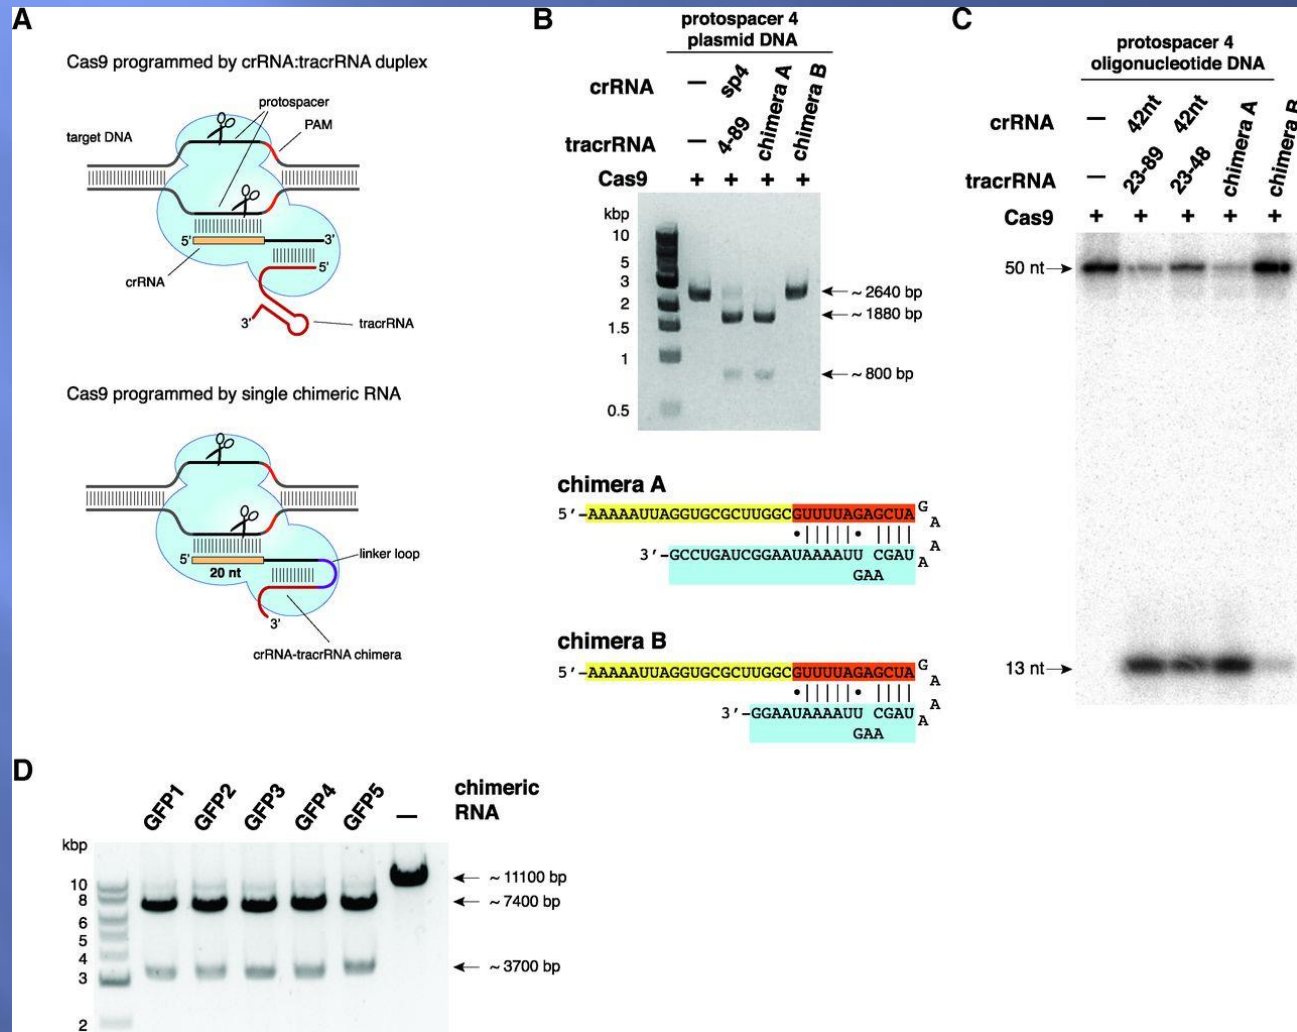 A
Cas9 programmed by crRNA:tracrRNA duplex
protospacer
PAM
target DNA
5'
3'
5'
crRNA
3'
tracrRNA
Cas9 programmed by single chimeric RNA
linker loop
5'
20 nt
3'
crRNA-tracrRNA chimera
B
protospacer 4
plasmid DNA
crRNA — sp4 chimera A chimera B
tracrRNA — 4-89
Cas9 + + + +
kbp
10
5
3
2
1.5
1
0.5
~ 2640 bp
~ 1880 bp
~ 800 bp
chimera A
5'-AAAAAUUAGGUGCGCUUGGCGUUUUAGAGCUA
G
A
A
A
3'-GCCUGAUCGGAAUAAAAUU CGAU
GAA
chimera B
5'-AAAAAUUAGGUGCGCUUGGCGUUUUAGAGCUA
G
A
A
A
3'-GGAAUAAAAUU CGAU
GAA
C
protospacer 4
oligonucleotide DNA
crRNA — 42nt 42nt chimera A chimera B
tracrRNA — 23-89 23-48
Cas9 + + + + +
50 nt
13 nt
D
GFP1 GFP2 GFP3 GFP4 GFP5 — chimeric
RNA
kbp
10
8
6
5
4
3
2
~ 11100 bp
~ 7400 bp
~ 3700 bp